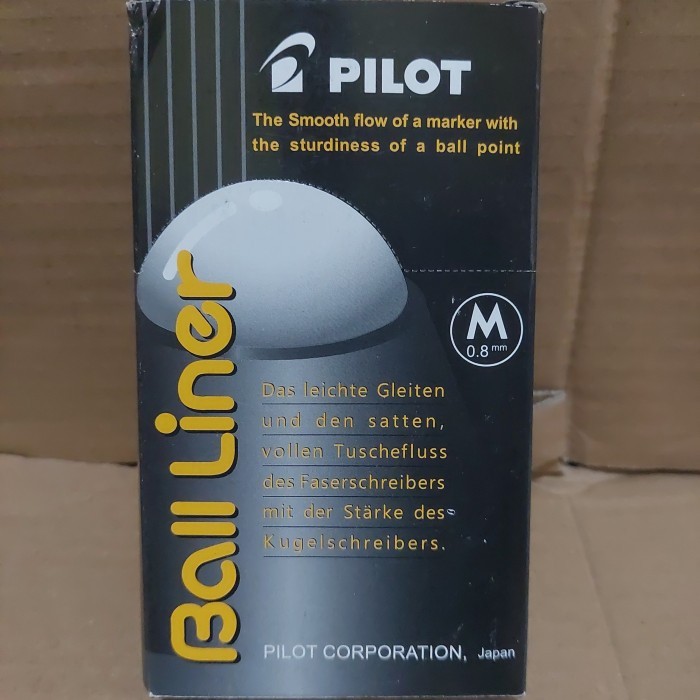 PILOT
The Smooth flow of a marker with
the sturdiness of a ball point
M
0.8 mm
Ball Liner
Das leichte Gleiten
und den satten,
vollen Tuschefluss
des Faserschreibers
mit der Stärke des
Kugelschreibers.
PILOT CORPORATION, Japan